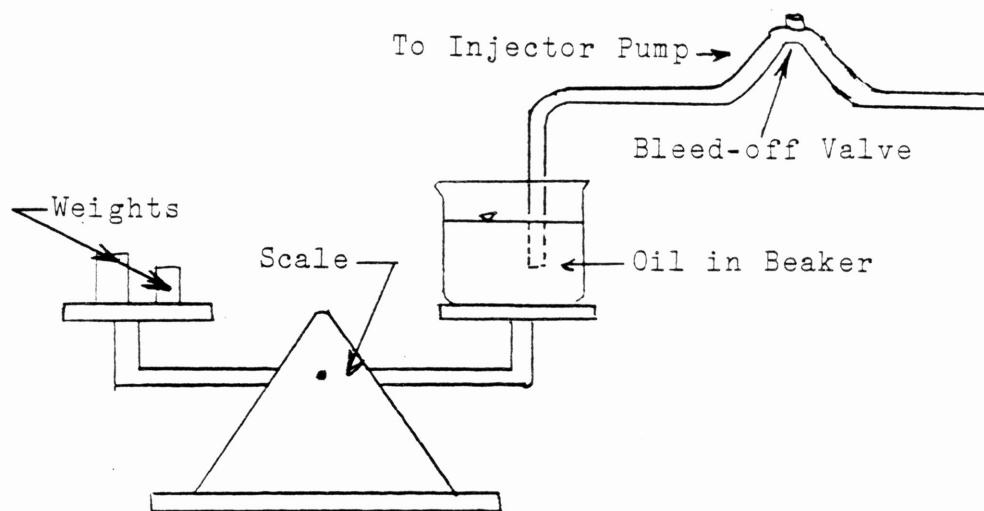 To Injector Pump
Bleed-off Valve
Weights
Scale
Oil in Beaker